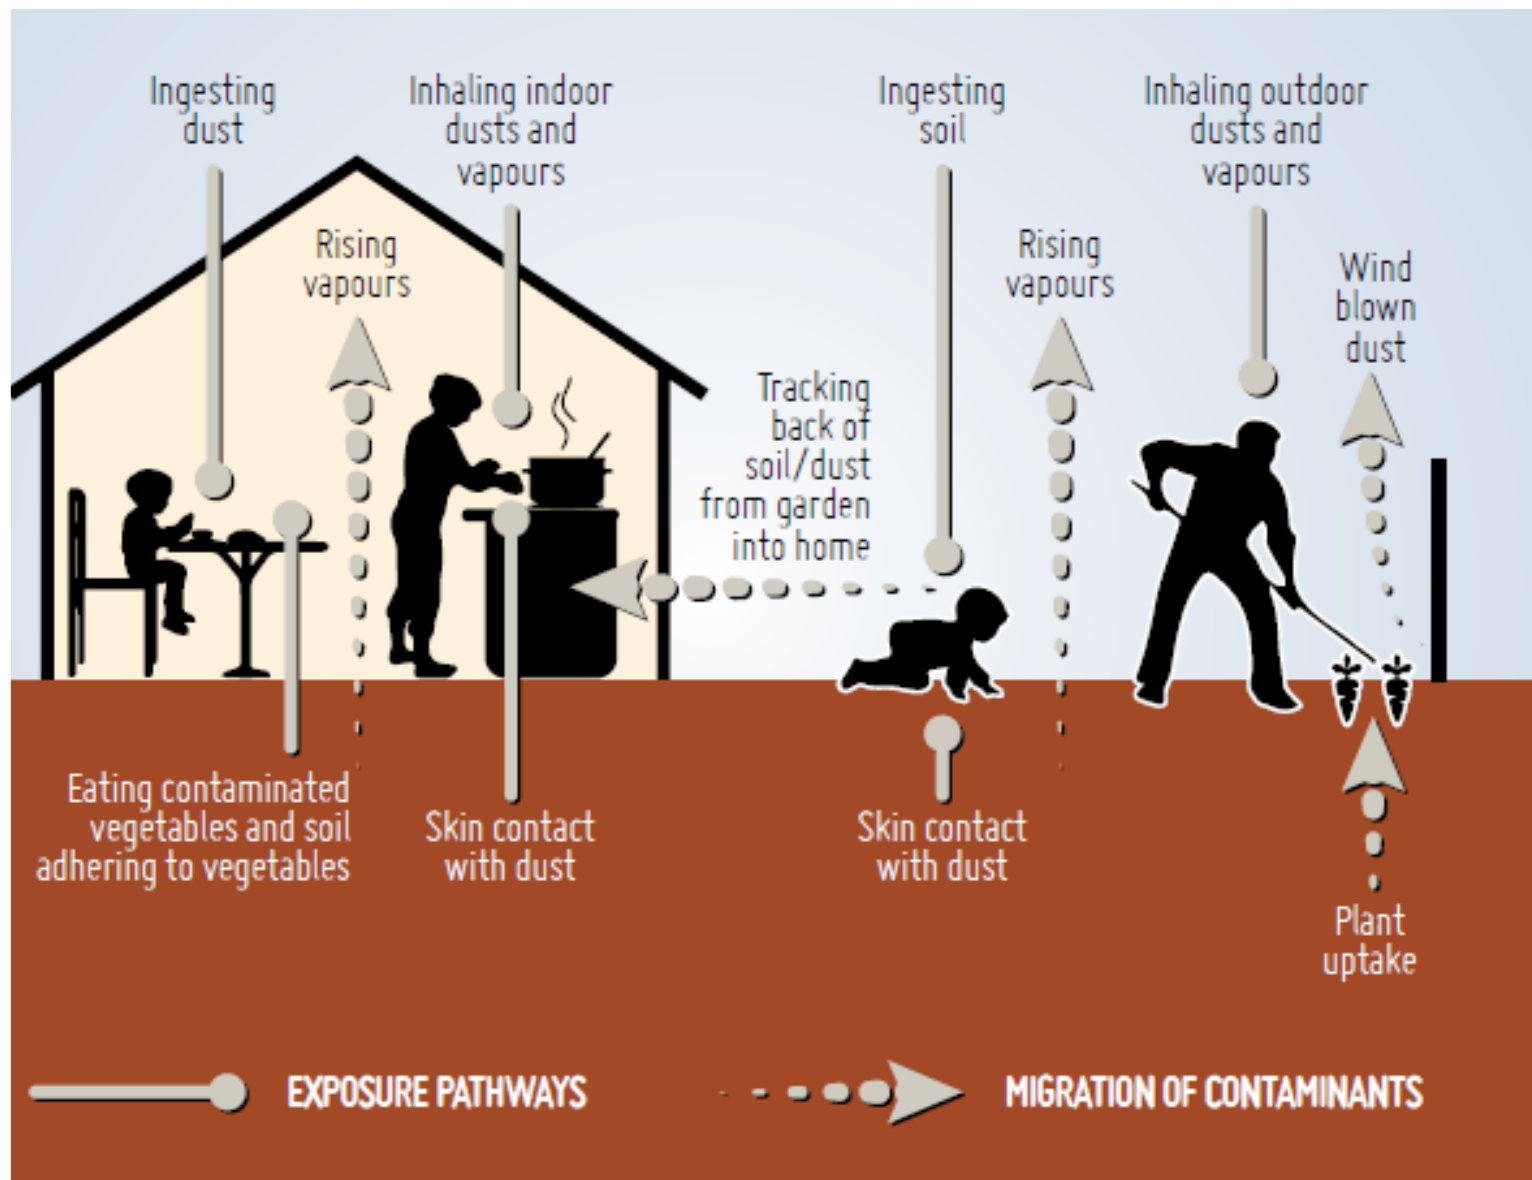 Ingesting
dust
Inhaling indoor
dusts and
vapours
Ingesting
soil
Inhaling outdoor
dusts and
vapours
Rising
vapours
Rising
vapours
Wind
blown
dust
Tracking
back of
soil/dust
from garden
into home
Eating contaminated
vegetables and soil
adhering to vegetables
Skin contact
with dust
Skin contact
with dust
Plant
uptake
EXPOSURE PATHWAYS
MIGRATION OF CONTAMINANTS